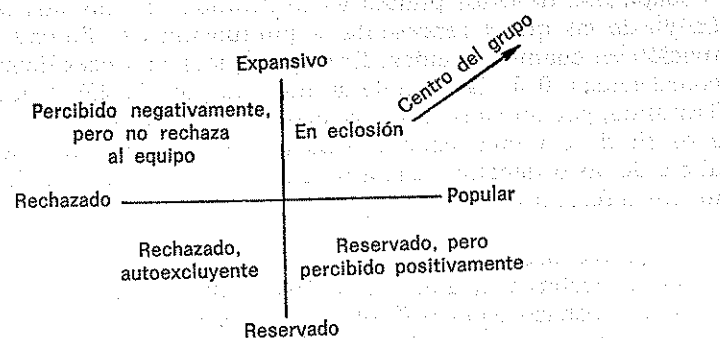 Expansivo
Centro del grupo
Percibido negativamente,
pero no rechaza
al equipo
En eclosión
Rechazado
Popular
Rechazado,
autoexcluyente
Reservado, pero
percibido positivamente
Reservado